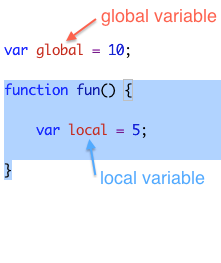 global variable
var global = 10;
function fun() {
var local = 5;
local variable
}